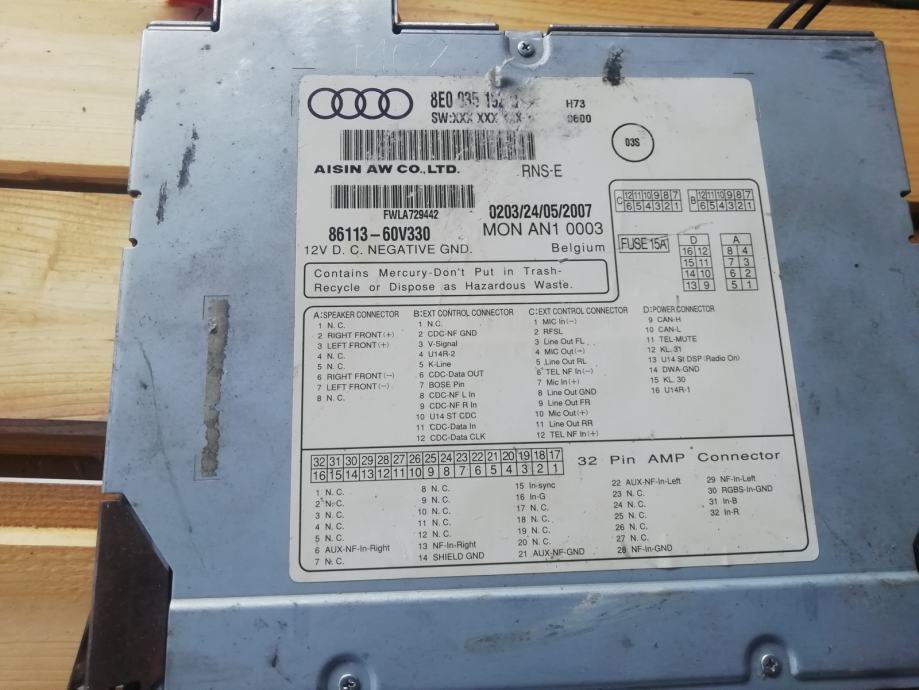 8E0 035
H73
SW:XXX XXX
0600
03S
AISIN AW CO.,LTD.
RNS-E
FWLA729442
0203/24/05/2007
86113-60V330
MON AN1 0003
12V D. C. NEGATIVE GND.
Belgium
Contains Mercury-Don't Put in Trash-
Recycle or Dispose as Hazardous Waste.
C 12 11 10 9 8 7
6 5 4 3 2 1
B 12 11 10 9 8 7
6 5 4 3 2 1
FUSE 15A
D
16 12
15 11
14 10
13 9
A
8 4
7 3
6 2
5 1
A:SPEAKER CONNECTOR
1 N.C.
2 RIGHT FRONT(+)
3 LEFT FRONT(+)
4 N.C.
5 N.C.
6 RIGHT FRONT(−)
7 LEFT FRONT(−)
8 N.C.
B:EXT CONTROL CONNECTOR
1 N.C.
2 CDC-NF GND
3 V-Signal
4 U14R-2
5 K-Line
6 CDC-Data OUT
7 BOSE Pin
8 CDC-NF L In
9 CDC-NF R In
10 U14 ST CDC
11 CDC-Data In
12 CDC-Data CLK
C:EXT CONTROL CONNECTOR
1 MIC In(−)
2 RFSL
3 Line Out FL
4 MIC Out(−)
5 Line Out RL
6 TEL NF In(−)
7 Mic In(+)
8 Line Out GND
9 Line Out FR
10 Mic Out(+)
11 Line Out RR
12 TEL NF In(+)
D:POWER CONNECTOR
9 CAN-H
10 CAN-L
11 TEL-MUTE
12 KL.31
13 U14 St DSP(Radio On)
14 DWA-GND
15 KL.30
16 U14R-1
32 31 30 29 28 27 26 25 24 23 22 21 20 19 18 17
16 15 14 13 12 11 10 9 8 7 6 5 4 3 2 1
32 Pin AMP Connector
1 N.C.
2 N.C.
3 N.C.
4 N.C.
5 N.C.
6 AUX-NF-In-Right
7 N.C.
8 N.C.
9 N.C.
10 N.C.
11 N.C.
12 N.C.
13 NF-In-Right
14 SHIELD GND
15 In-sync
16 In-G
17 N.C.
18 N.C.
19 N.C.
20 N.C.
21 AUX-NF-GND
22 AUX-NF-In-Left
23 N.C.
24 N.C.
25 N.C.
26 N.C.
27 N.C.
28 NF-In-GND
29 NF-In-Left
30 RGBS-In-GND
31 In-B
32 In-R